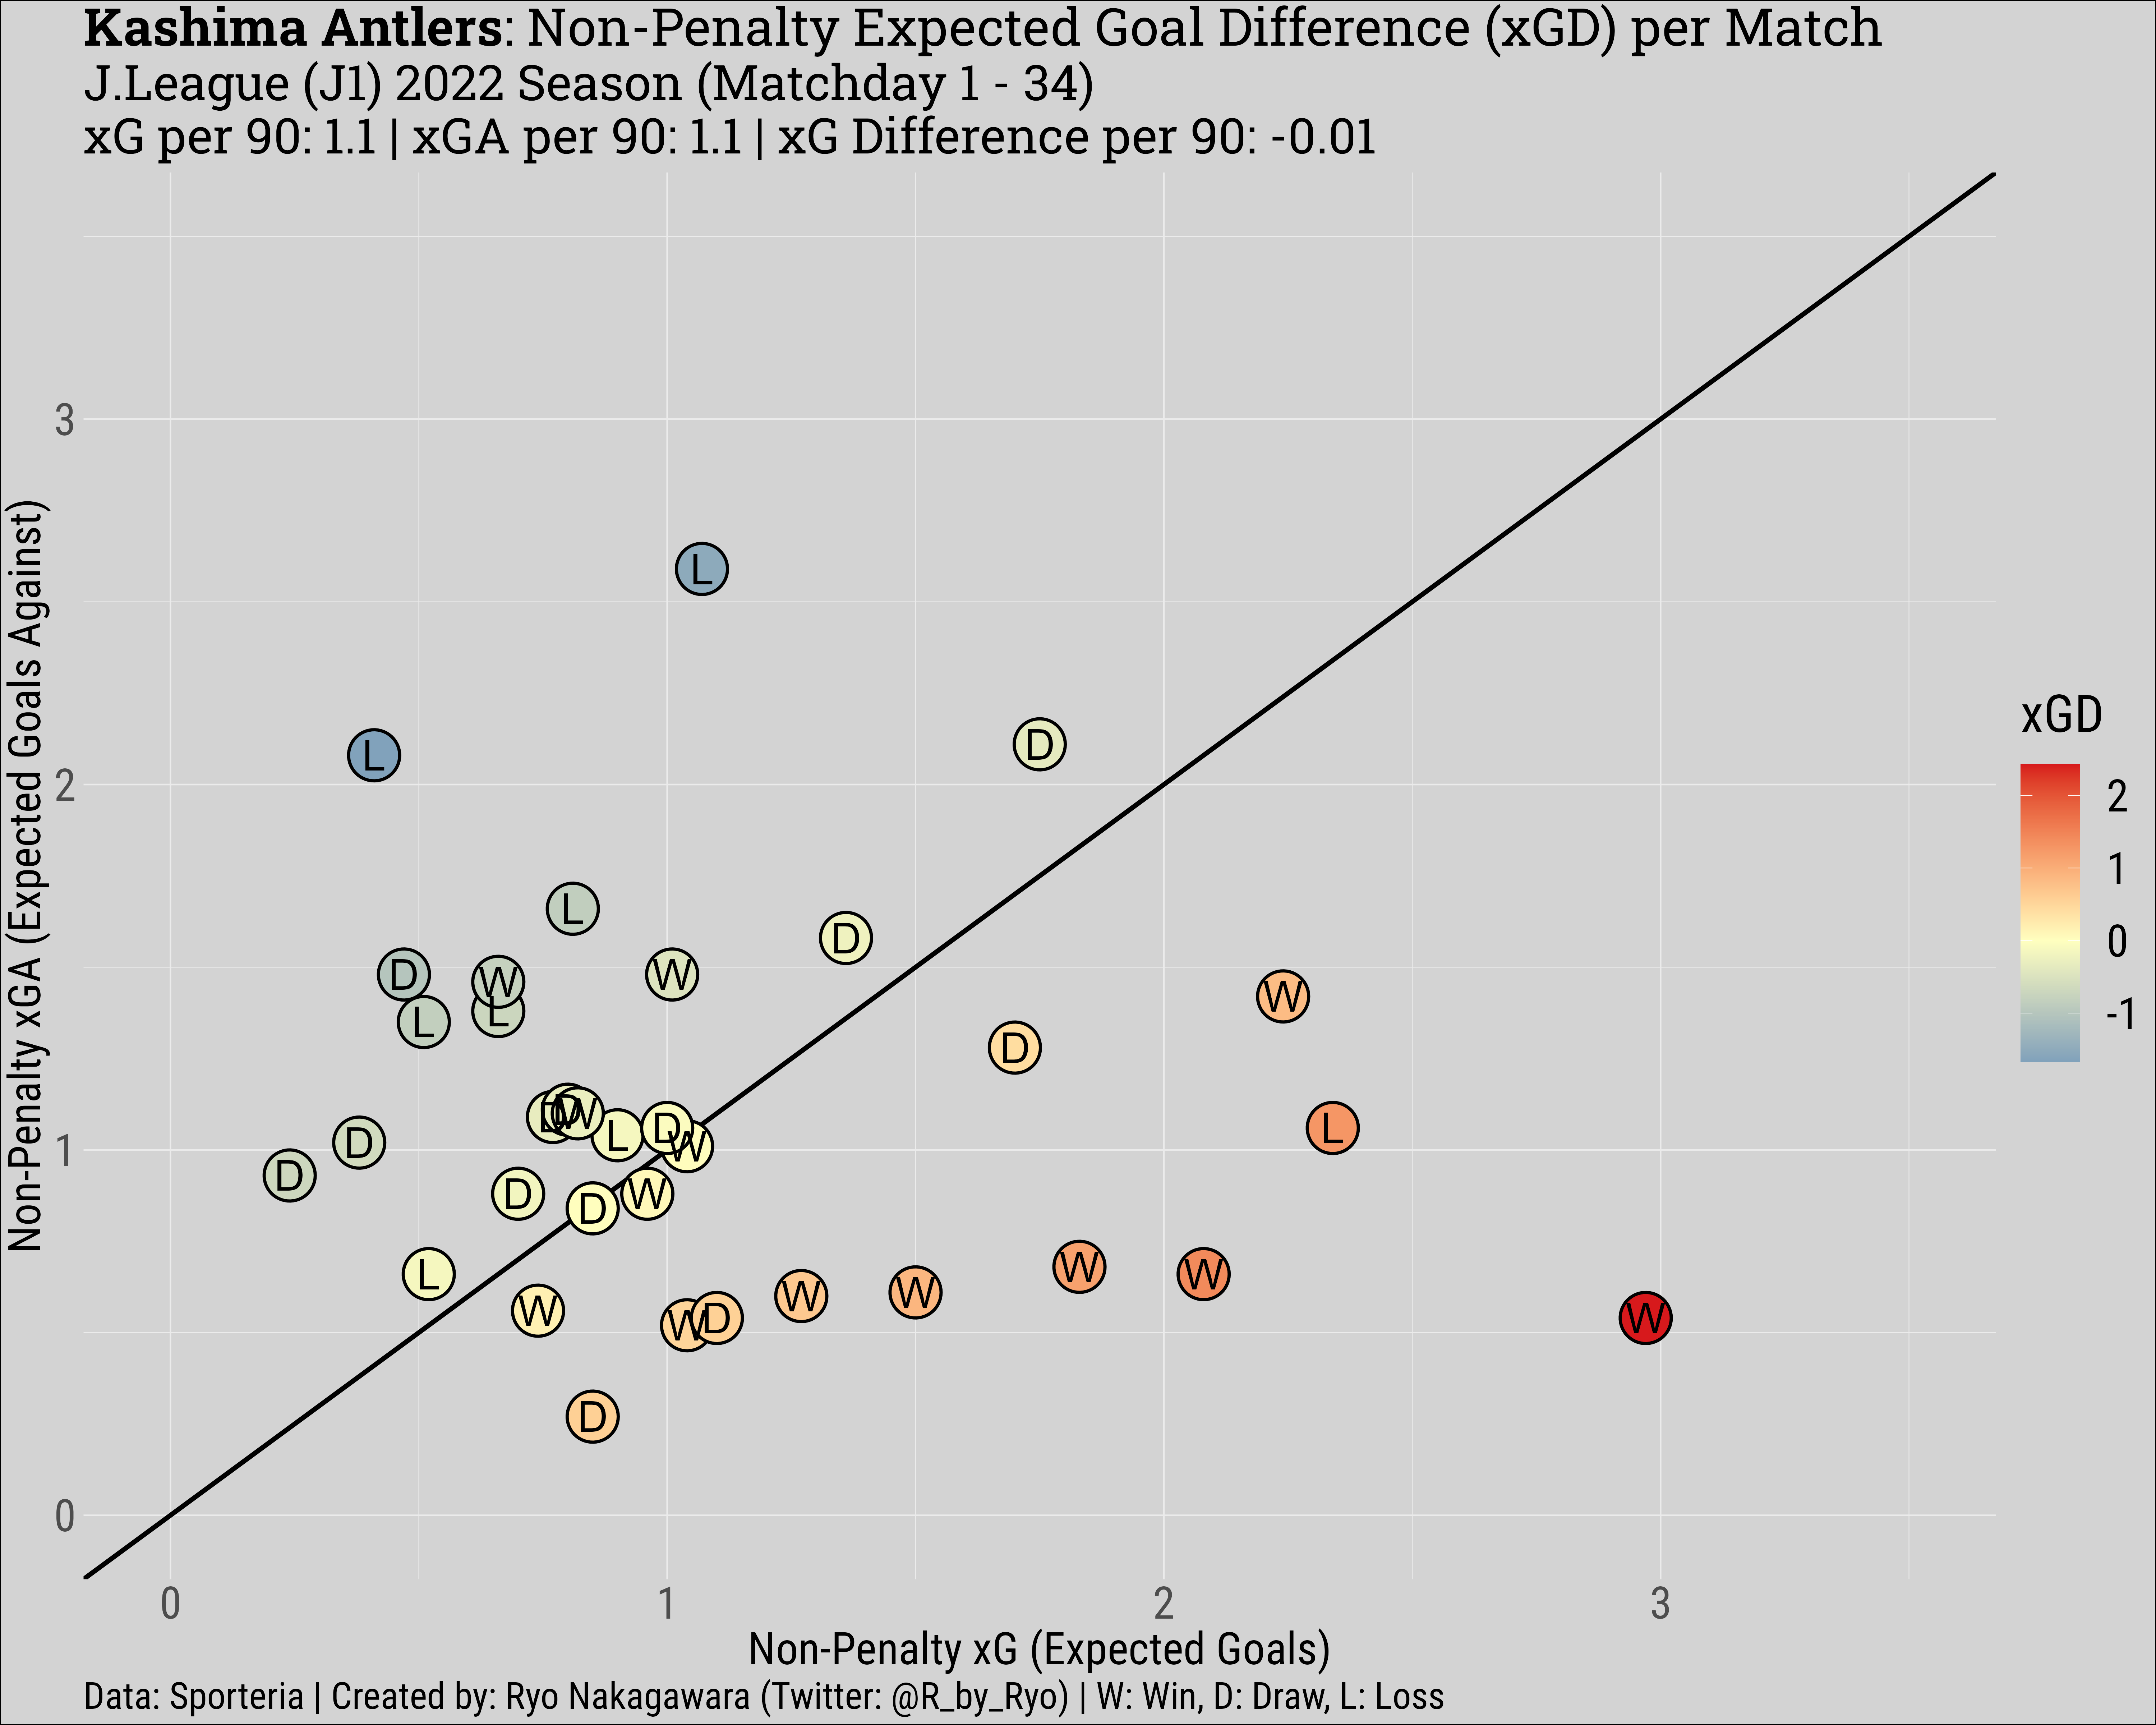 Kashima Antlers: Non-Penalty Expected Goal Difference (xGD) per Match
J.League (J1) 2022 Season (Matchday 1 - 34)
xG per 90: 1.1 | xGA per 90: 1.1 | xG Difference per 90: -0.01
Non-Penalty xGA (Expected Goals Against)
3
2
1
0
L
D
L
L
D
D
W
W
L
L
W
D
D
W
D
W
L
D
W
L
D
D
D
W
D
L
W
W
W
W
W
W
D
W
D
0
1
2
3
Non-Penalty xG (Expected Goals)
xGD
2
1
0
-1
Data: Sporteria | Created by: Ryo Nakagawara (Twitter: @R_by_Ryo) | W: Win, D: Draw, L: Loss